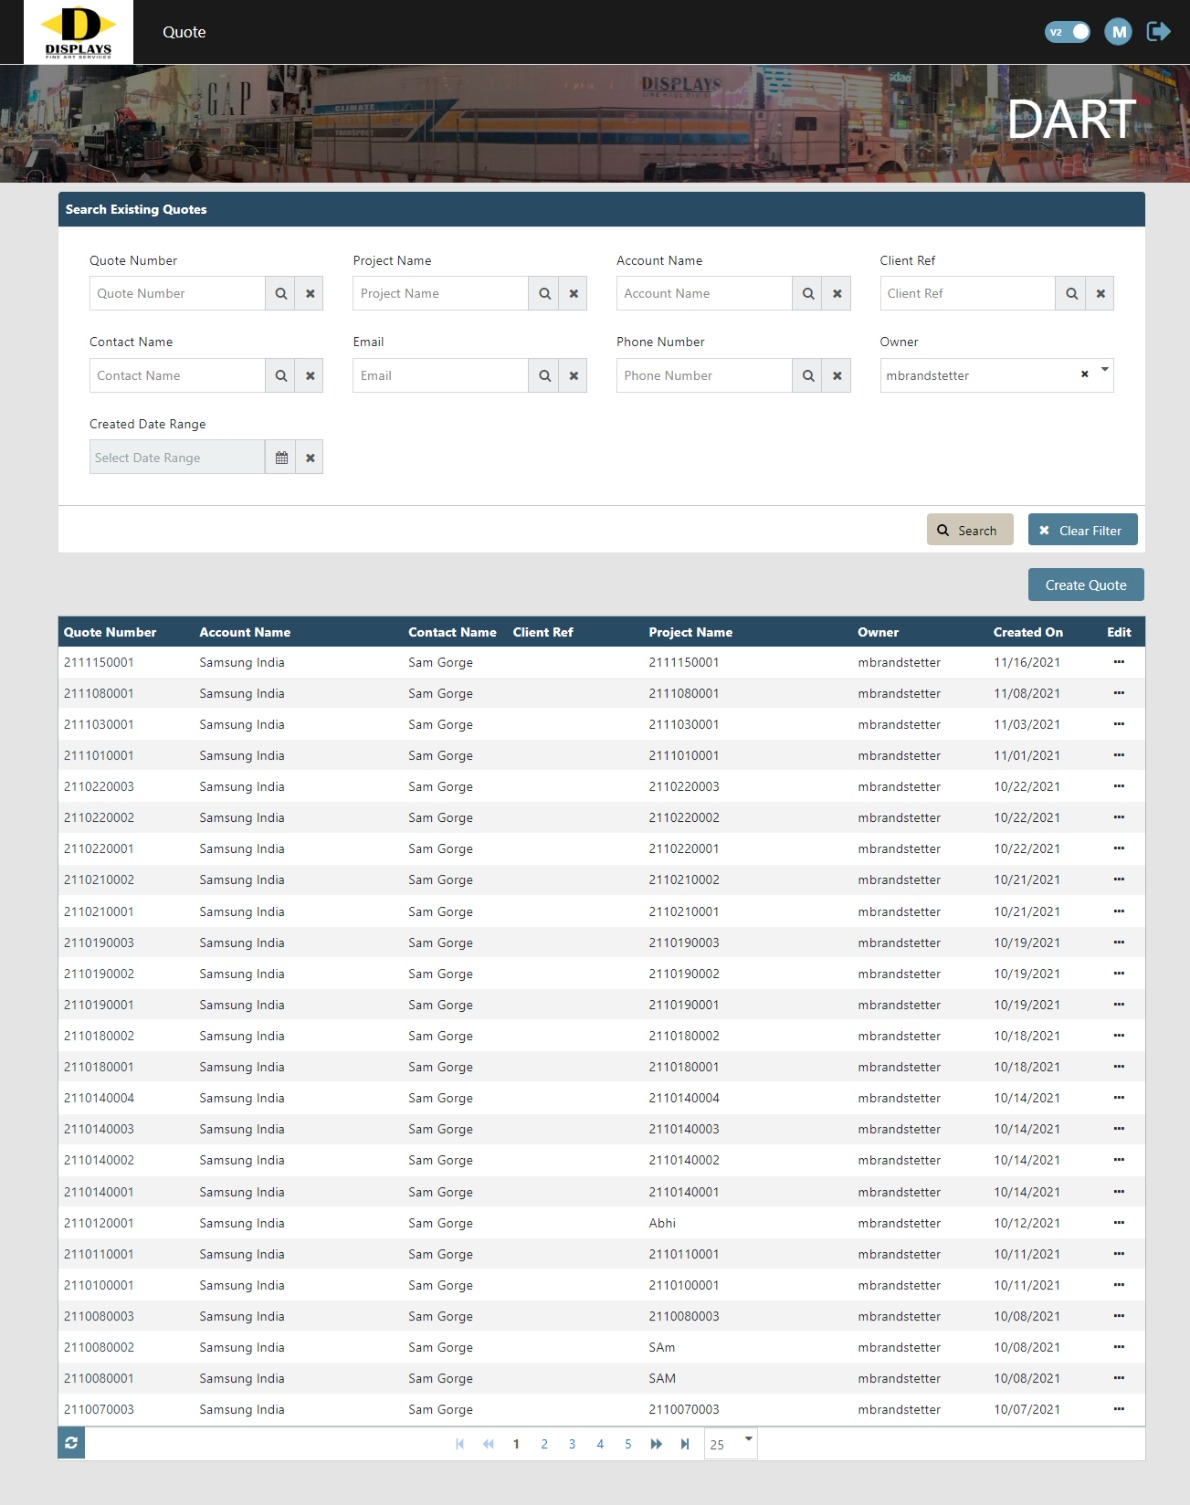 D
DISPLAYS
FINE ART SERVICES
Quote
V2
M
GAP
CLIMATE
TRANSPORT
DISPLAYS
DART
Search Existing Quotes
Quote Number Project Name Account Name Client Ref
Quote Number Project Name Account Name Client Ref
Contact Name Email Phone Number Owner
Contact Name Email Phone Number mbrandstetter
Created Date Range
Select Date Range
Search Clear Filter
Create Quote
Quote Number Account Name Contact Name Client Ref Project Name Owner Created On Edit
2111150001 Samsung India Sam Gorge 2111150001 mbrandstetter 11/16/2021 ...
2111080001 Samsung India Sam Gorge 2111080001 mbrandstetter 11/08/2021 ...
2111030001 Samsung India Sam Gorge 2111030001 mbrandstetter 11/03/2021 ...
2111010001 Samsung India Sam Gorge 2111010001 mbrandstetter 11/01/2021 ...
2110220003 Samsung India Sam Gorge 2110220003 mbrandstetter 10/22/2021 ...
2110220002 Samsung India Sam Gorge 2110220002 mbrandstetter 10/22/2021 ...
2110220001 Samsung India Sam Gorge 2110220001 mbrandstetter 10/22/2021 ...
2110210002 Samsung India Sam Gorge 2110210002 mbrandstetter 10/21/2021 ...
2110210001 Samsung India Sam Gorge 2110210001 mbrandstetter 10/21/2021 ...
2110190003 Samsung India Sam Gorge 2110190003 mbrandstetter 10/19/2021 ...
2110190002 Samsung India Sam Gorge 2110190002 mbrandstetter 10/19/2021 ...
2110190001 Samsung India Sam Gorge 2110190001 mbrandstetter 10/19/2021 ...
2110180002 Samsung India Sam Gorge 2110180002 mbrandstetter 10/18/2021 ...
2110180001 Samsung India Sam Gorge 2110180001 mbrandstetter 10/18/2021 ...
2110140004 Samsung India Sam Gorge 2110140004 mbrandstetter 10/14/2021 ...
2110140003 Samsung India Sam Gorge 2110140003 mbrandstetter 10/14/2021 ...
2110140002 Samsung India Sam Gorge 2110140002 mbrandstetter 10/14/2021 ...
2110140001 Samsung India Sam Gorge 2110140001 mbrandstetter 10/14/2021 ...
2110120001 Samsung India Sam Gorge Abhi mbrandstetter 10/12/2021 ...
2110110001 Samsung India Sam Gorge 2110110001 mbrandstetter 10/11/2021 ...
2110100001 Samsung India Sam Gorge 2110100001 mbrandstetter 10/11/2021 ...
2110080003 Samsung India Sam Gorge 2110080003 mbrandstetter 10/08/2021 ...
2110080002 Samsung India Sam Gorge SAm mbrandstetter 10/08/2021 ...
2110080001 Samsung India Sam Gorge SAM mbrandstetter 10/08/2021 ...
2110070003 Samsung India Sam Gorge 2110070003 mbrandstetter 10/07/2021 ...
1 2 3 4 5 25